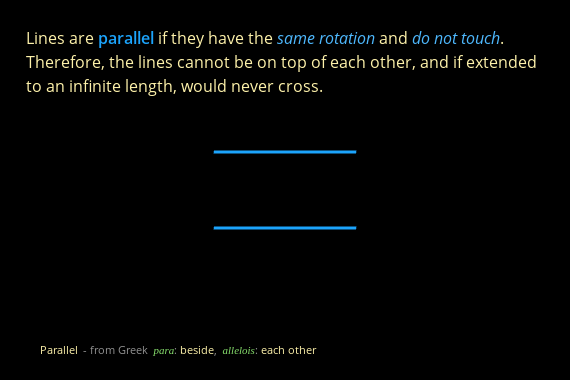 Lines are parallel if they have the same rotation and do not touch.
Therefore, the lines cannot be on top of each other, and if extended
to an infinite length, would never cross.
Parallel - from Greek para: beside, allelois: each other